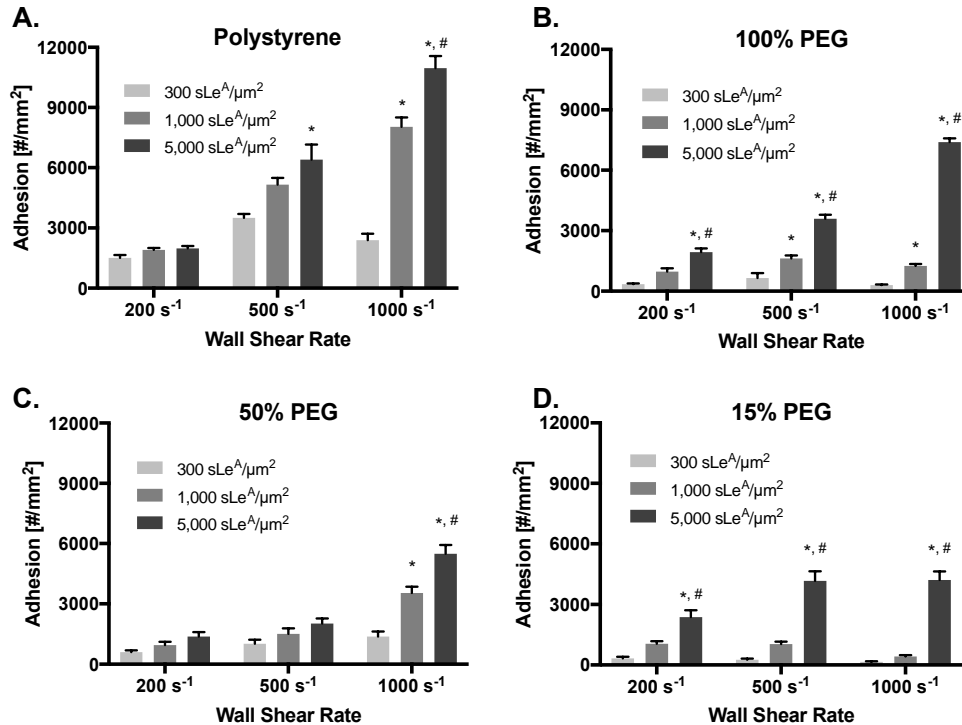 A.
Polystyrene
12000
9000
6000
3000
0
Adhesion [#/mm²]
300 sLeᴬ/µm²
1,000 sLeᴬ/µm²
5,000 sLeᴬ/µm²
*
*
*, #
200 s⁻¹ 500 s⁻¹ 1000 s⁻¹
Wall Shear Rate
B.
100% PEG
12000
9000
6000
3000
0
Adhesion [#/mm²]
300 sLeᴬ/µm²
1,000 sLeᴬ/µm²
5,000 sLeᴬ/µm²
*, #
*
*, #
*
*, #
200 s⁻¹ 500 s⁻¹ 1000 s⁻¹
Wall Shear Rate
C.
50% PEG
12000
9000
6000
3000
0
Adhesion [#/mm²]
300 sLeᴬ/µm²
1,000 sLeᴬ/µm²
5,000 sLeᴬ/µm²
*
*, #
200 s⁻¹ 500 s⁻¹ 1000 s⁻¹
Wall Shear Rate
D.
15% PEG
12000
9000
6000
3000
0
Adhesion [#/mm²]
300 sLeᴬ/µm²
1,000 sLeᴬ/µm²
5,000 sLeᴬ/µm²
*, #
*, #
*, #
200 s⁻¹ 500 s⁻¹ 1000 s⁻¹
Wall Shear Rate